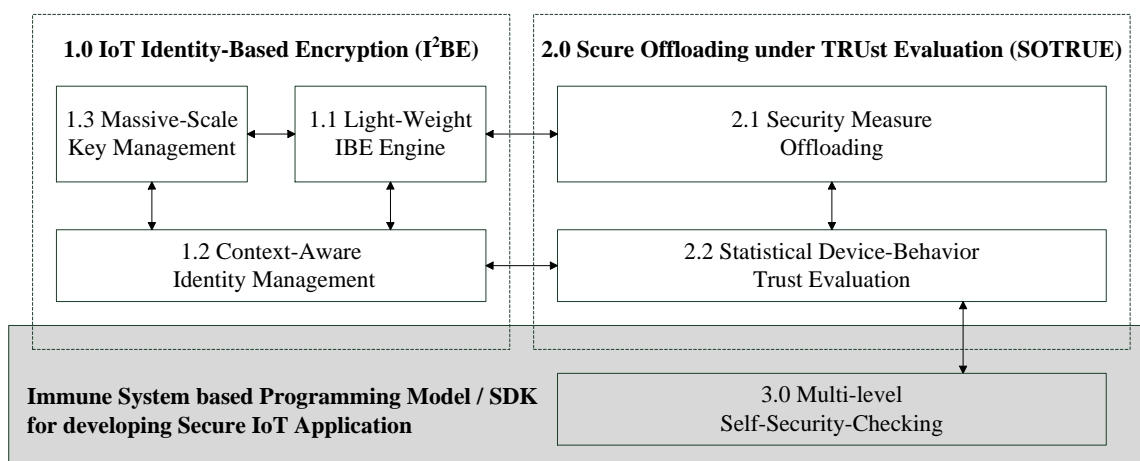 1.0 IoT Identity-Based Encryption (I²BE)
2.0 Scure Offloading under TRUst Evaluation (SOTRUE)
1.3 Massive-Scale
Key Management
1.1 Light-Weight
IBE Engine
2.1 Security Measure
Offloading
1.2 Context-Aware
Identity Management
2.2 Statistical Device-Behavior
Trust Evaluation
Immune System based Programming Model / SDK
for developing Secure IoT Application
3.0 Multi-level
Self-Security-Checking